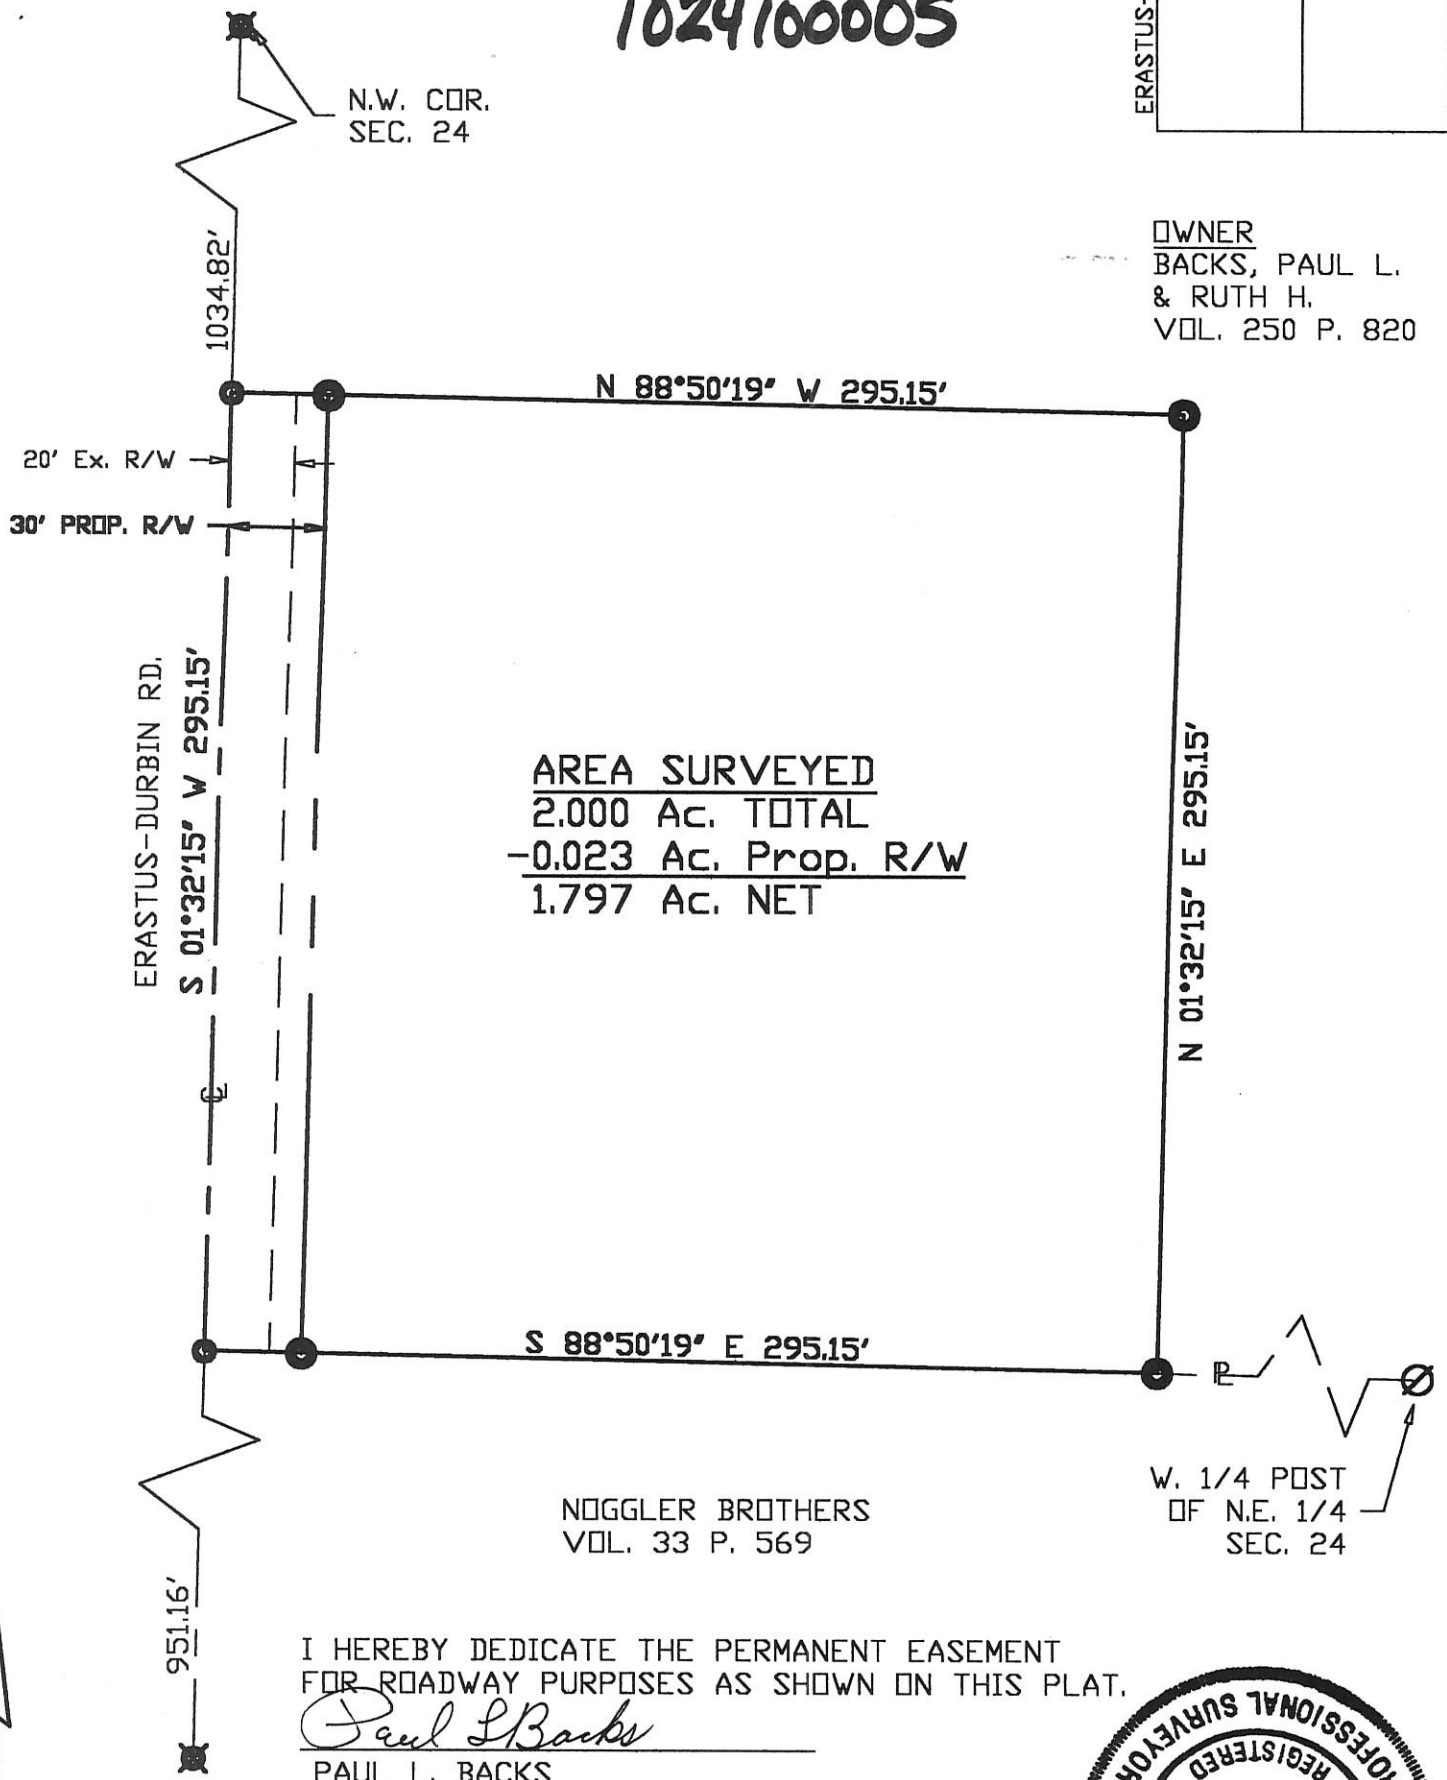 1024100005
ERASTUS-
N.W. COR.
SEC. 24
1034.82'
OWNER
BACKS, PAUL L.
& RUTH H.
VOL. 250 P. 820
N 88°50'19" W 295.15'
20' Ex. R/W
30' PROP. R/W
ERASTUS-DURBIN RD.
S 01°32'15" W 295.15'
AREA SURVEYED
2.000 Ac. TOTAL
-0.023 Ac. Prop. R/W
1.797 Ac. NET
N 01°32'15" E 295.15'
℄
S 88°50'19" E 295.15'
PL
W. 1/4 POST
OF N.E. 1/4
SEC. 24
NOGGLER BROTHERS
VOL. 33 P. 569
951.16'
I HEREBY DEDICATE THE PERMANENT EASEMENT
FOR ROADWAY PURPOSES AS SHOWN ON THIS PLAT.
Paul L Backs
PAUL L. BACKS
OFESSIONAL SURVEYOR
REGISTERED